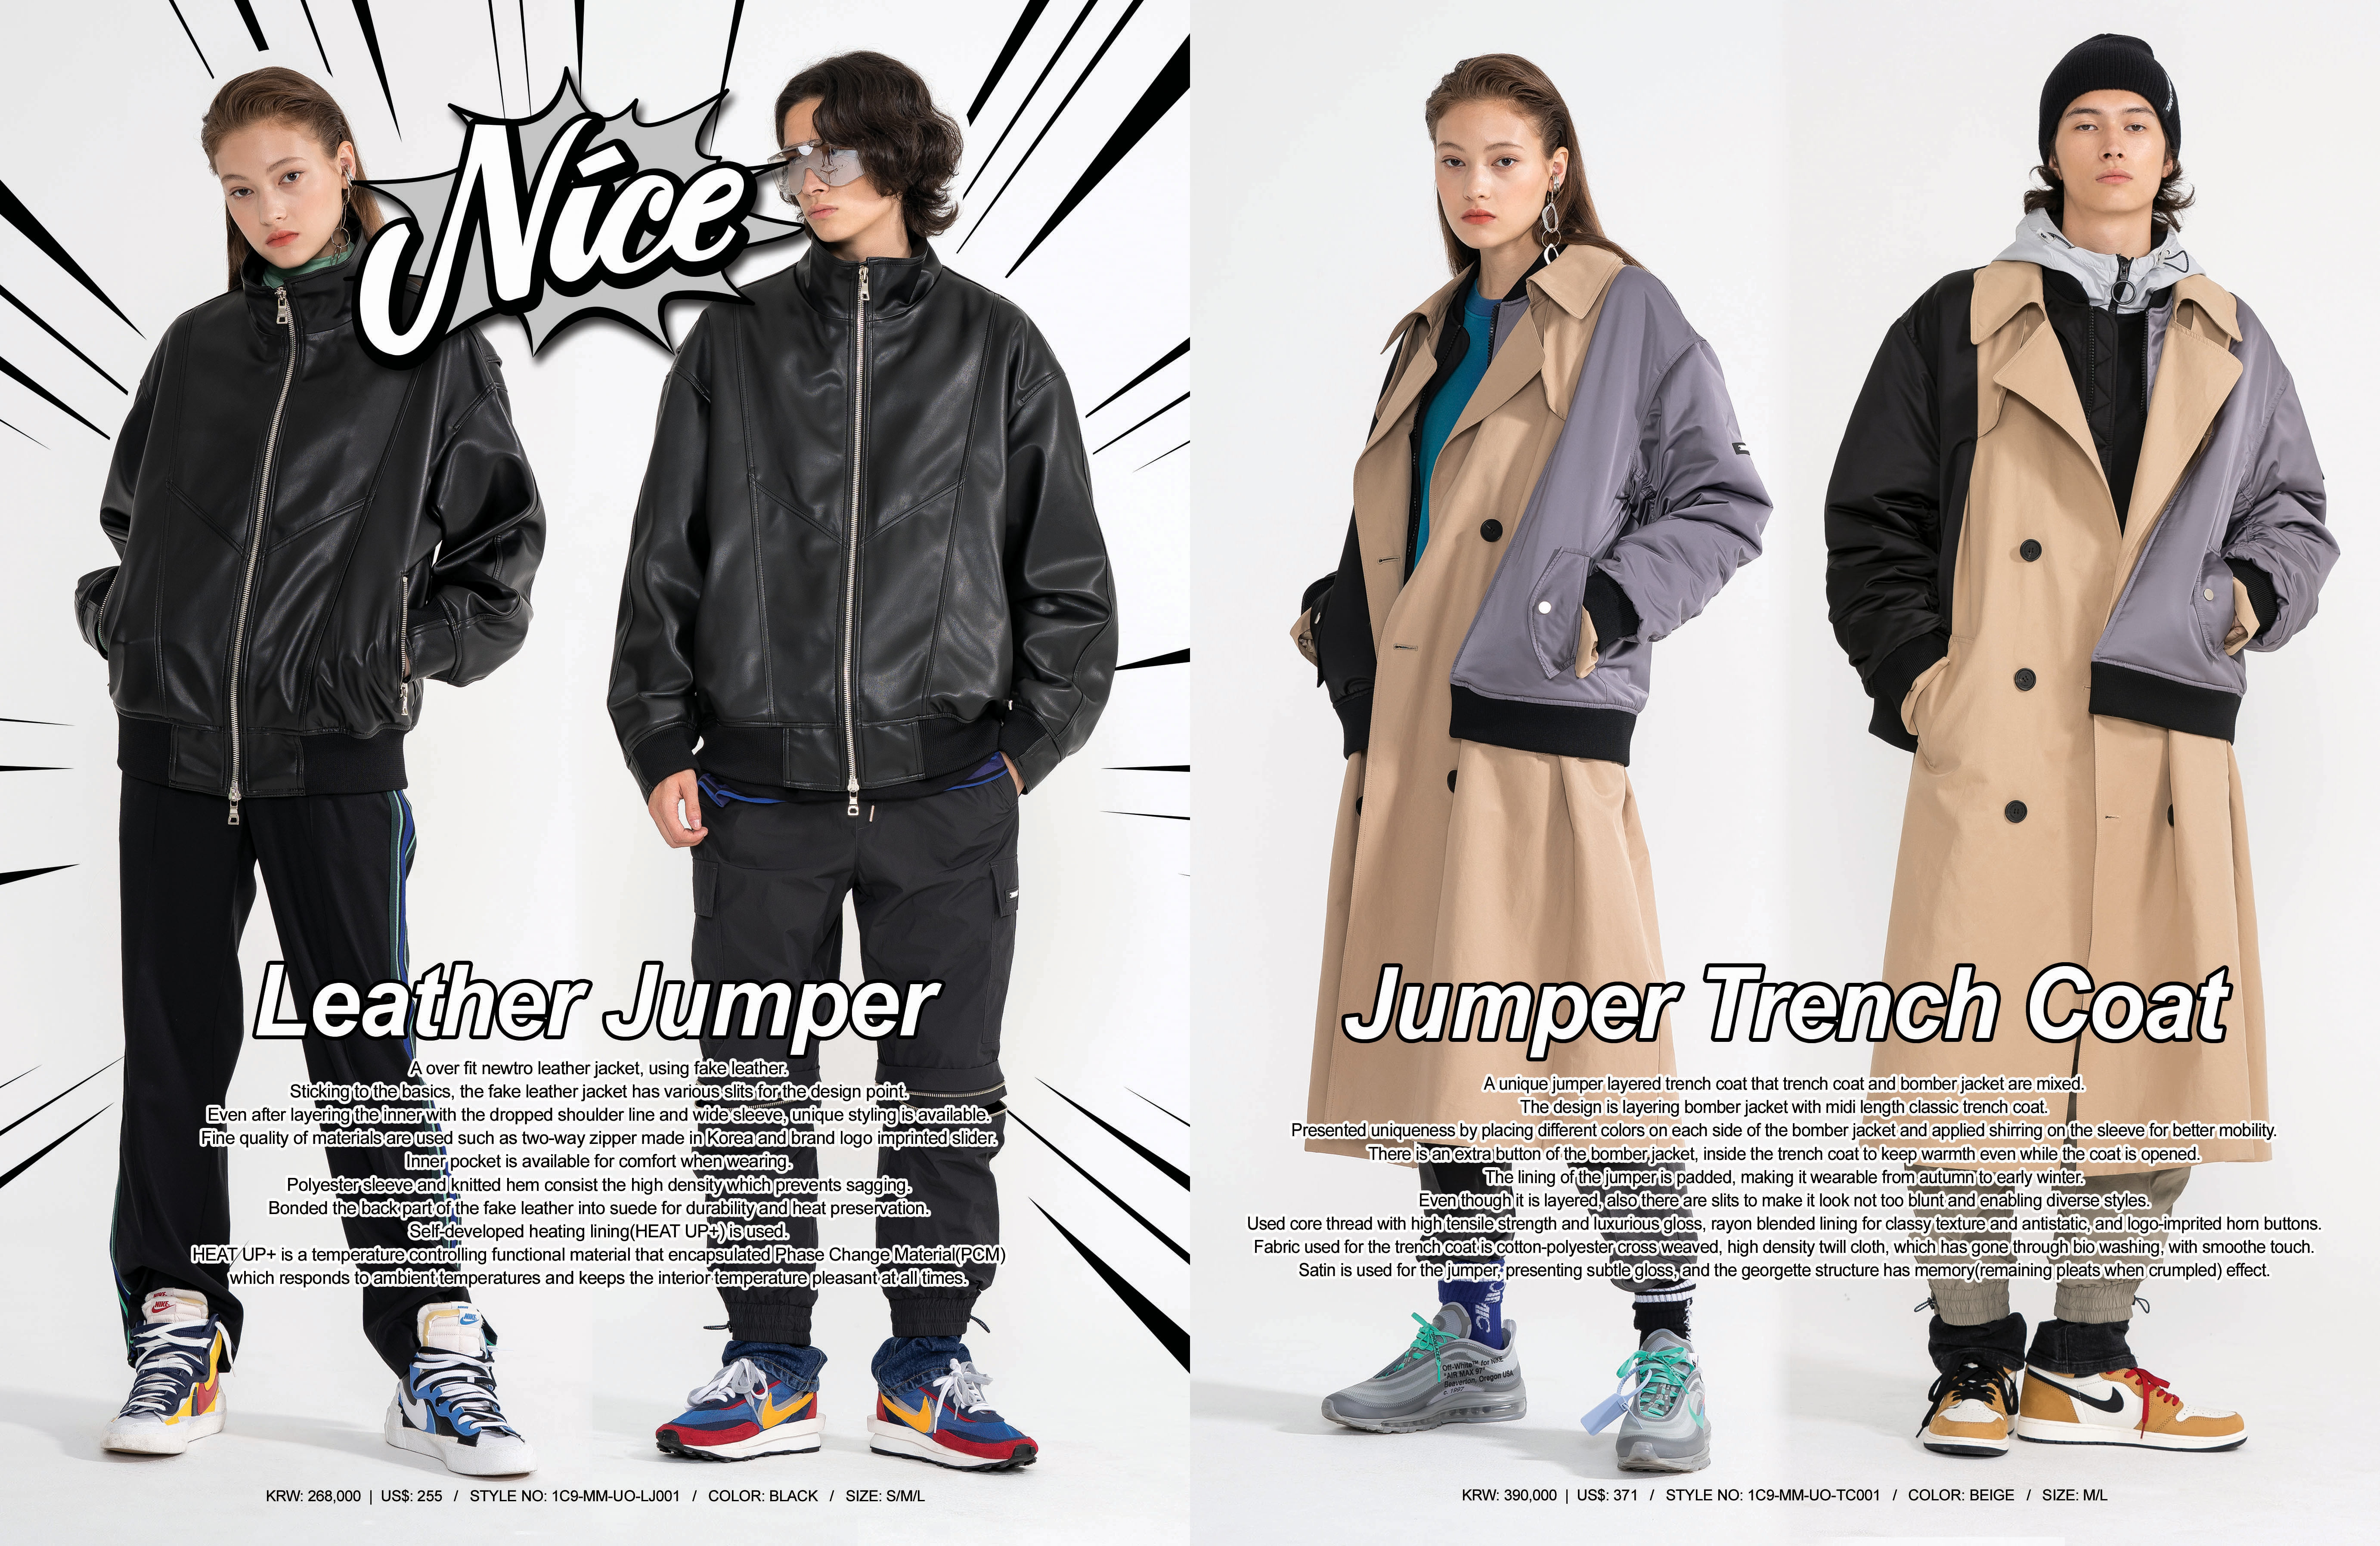 Nice
Leather Jumper
A over fit newtro leather jacket, using fake leather.
Sticking to the basics, the fake leather jacket has various slits for the design point.
Even after layering the inner with the dropped shoulder line and wide sleeve, unique styling is available.
Fine quality of materials are used such as two-way zipper made in Korea and brand logo imprinted slider.
Inner pocket is available for comfort when wearing.
Polyester sleeve and knitted hem consist the high density which prevents sagging.
Bonded the back part of the fake leather into suede for durability and heat preservation.
Self-developed heating lining(HEAT UP+) is used.
HEAT UP+ is a temperature controlling functional material that encapsulated Phase Change Material(PCM)
which responds to ambient temperatures and keeps the interior temperature pleasant at all times.
NIKE
NIKE
KRW: 268,000 | US$: 255 / STYLE NO: 1C9-MM-UO-LJ001 / COLOR: BLACK / SIZE: S/M/L
Jumper Trench Coat
A unique jumper layered trench coat that trench coat and bomber jacket are mixed.
The design is layering bomber jacket with midi length classic trench coat.
Presented uniqueness by placing different colors on each side of the bomber jacket and applied shirring on the sleeve for better mobility.
There is an extra button of the bomber jacket, inside the trench coat to keep warmth even while the coat is opened.
The lining of the jumper is padded, making it wearable from autumn to early winter.
Even though it is layered, also there are slits to make it look not too blunt and enabling diverse styles.
Used core thread with high tensile strength and luxurious gloss, rayon blended lining for classy texture and antistatic, and logo-imprited horn buttons.
Fabric used for the trench coat is cotton-polyester cross weaved, high density twill cloth, which has gone through bio washing, with smoothe touch.
Satin is used for the jumper, presenting subtle gloss, and the georgette structure has memory(remaining pleats when crumpled) effect.
Off-White™ for NIKE
"AIR MAX 97"
Beaverton, Oregon USA
c. 1997
KRW: 390,000 | US$: 371 / STYLE NO: 1C9-MM-UO-TC001 / COLOR: BEIGE / SIZE: M/L